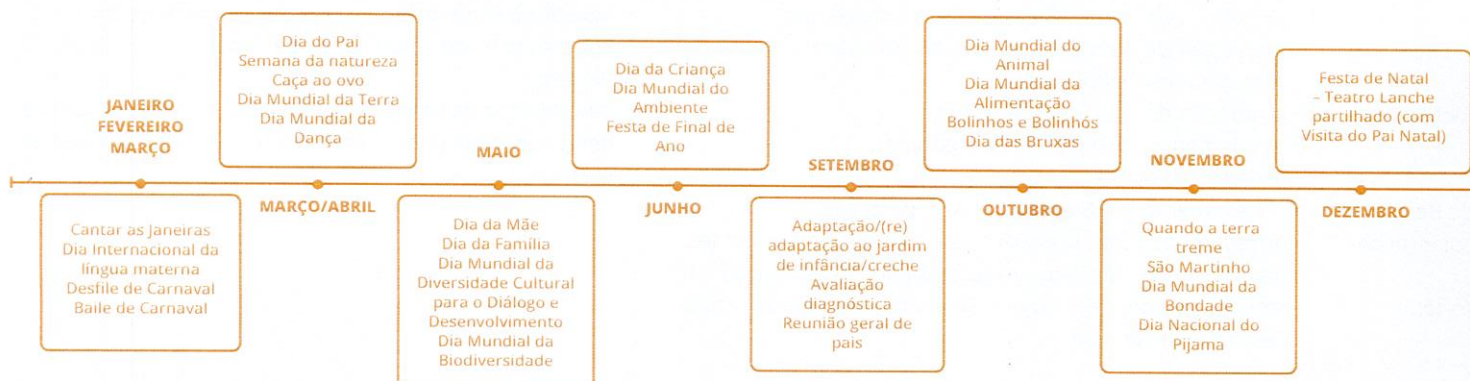 JANEIRO
FEVEREIRO
MARÇO
Cantar as Janeiras
Dia Internacional da
língua materna
Desfile de Carnaval
Baile de Carnaval
Dia do Pai
Semana da natureza
Caça ao ovo
Dia Mundial da Terra
Dia Mundial da
Dança
MARÇO/ABRIL
MAIO
Dia da Mãe
Dia da Família
Dia Mundial da
Diversidade Cultural
para o Diálogo e
Desenvolvimento
Dia Mundial da
Biodiversidade
Dia da Criança
Dia Mundial do
Ambiente
Festa de Final de
Ano
JUNHO
SETEMBRO
Adaptação/(re)
adaptação ao jardim
de infância/creche
Avaliação
diagnóstica
Reunião geral de
pais
Dia Mundial do
Animal
Dia Mundial da
Alimentação
Bolinhos e Bolinhós
Dia das Bruxas
OUTUBRO
NOVEMBRO
Quando a terra
treme
São Martinho
Dia Mundial da
Bondade
Dia Nacional do
Pijama
Festa de Natal
– Teatro Lanche
partilhado (com
Visita do Pai Natal)
DEZEMBRO